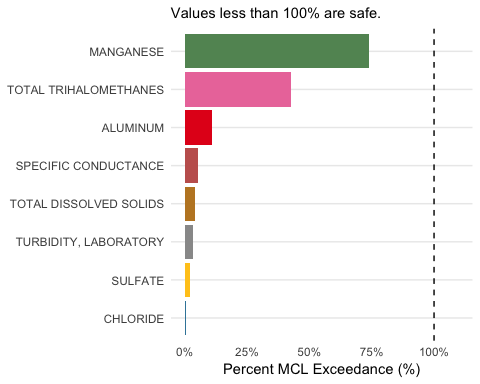 Values less than 100% are safe.
MANGANESE
TOTAL TRIHALOMETHANES
ALUMINUM
SPECIFIC CONDUCTANCE
TOTAL DISSOLVED SOLIDS
TURBIDITY, LABORATORY
SULFATE
CHLORIDE
0% 25% 50% 75% 100%
Percent MCL Exceedance (%)